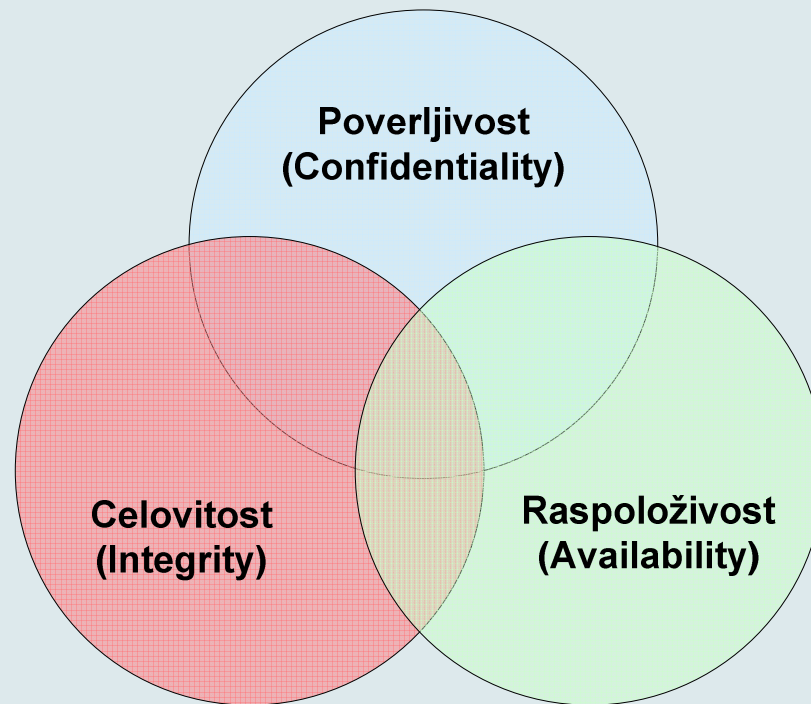 Poverljivost
(Confidentiality)
Celovitost
(Integrity)
Raspoloživost
(Availability)